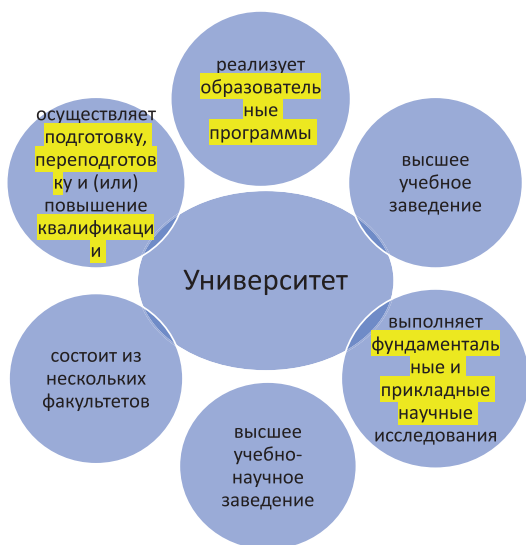 реализует
образователь
ные
программы
осуществляет
подготовку,
переподготов
ку и (или)
повышение
квалификаци
и
высшее
учебное
заведение
Университет
состоит из
нескольких
факультетов
выполняет
фундаменталь
ные и
прикладные
научные
исследования
высшее
учебно-
научное
заведение